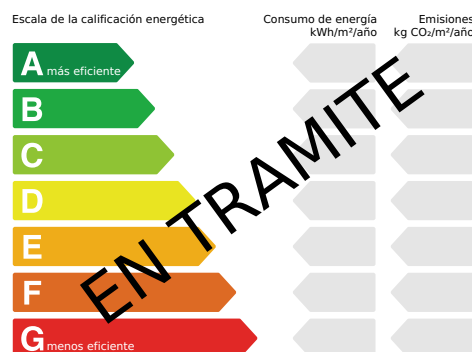 Escala de la calificación energética
Consumo de energía
kWh/m²/año
Emisiones
kg CO₂/m²/año
A más eficiente
B
C
D
E
F
G menos eficiente
EN TRAMITE